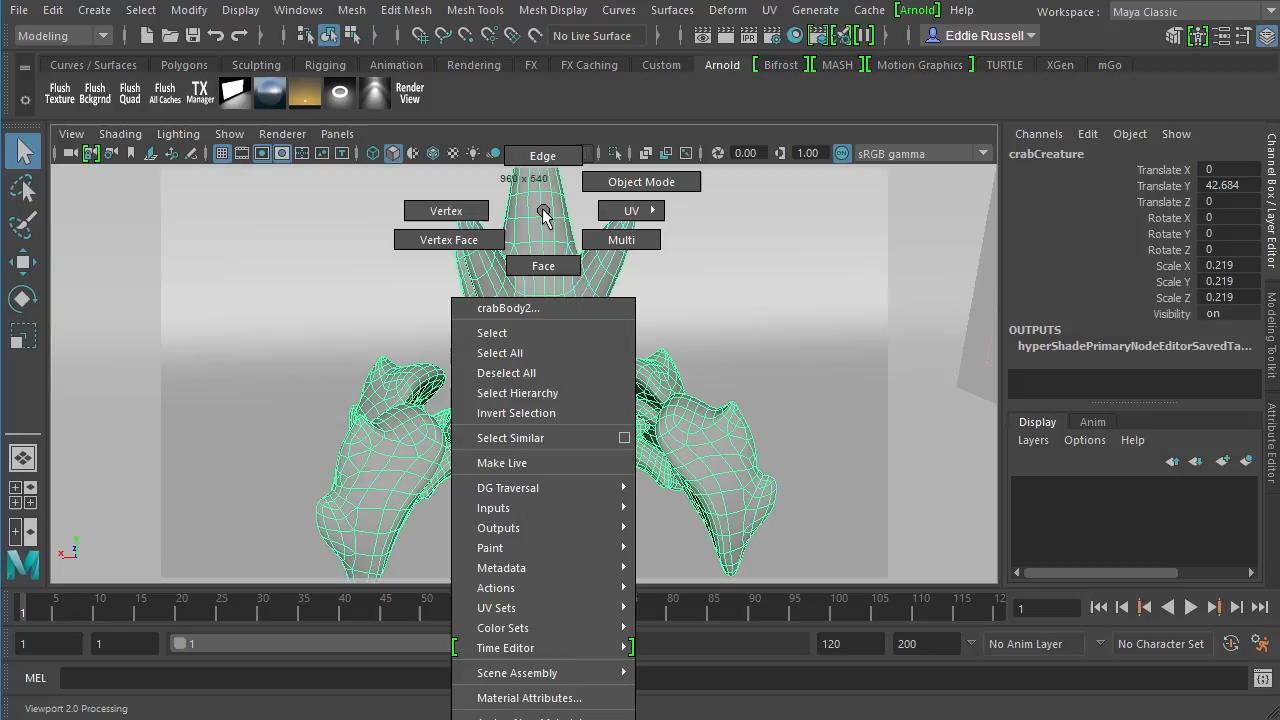 File Edit Create Select Modify Display Windows Mesh Edit Mesh Mesh Tools Mesh Display Curves Surfaces Deform UV Generate Cache [Arnold] Help Workspace : Maya Classic
Modeling No Live Surface IPR Eddie Russell
Curves / Surfaces Polygons Sculpting Rigging Animation Rendering FX FX Caching Custom Arnold [Bifrost] [MASH] [Motion Graphics] TURTLE XGen mGo
Flush Texture Flush Bckgrnd Flush Quad Flush All Caches TX Manager Render View
View Shading Lighting Show Renderer Panels
0.00 1.00 ON sRGB gamma
960 x 540
Edge
Object Mode
Vertex UV
Vertex Face Multi
Face
crabBody2...
Select
Select All
Deselect All
Select Hierarchy
Invert Selection
Select Similar
Make Live
DG Traversal
Inputs
Outputs
Paint
Metadata
Actions
UV Sets
Color Sets
[Time Editor]
Scene Assembly
Material Attributes...
Channels Edit Object Show
crabCreature
Translate X 0
Translate Y 42.684
Translate Z 0
Rotate X 0
Rotate Y 0
Rotate Z 0
Scale X 0.219
Scale Y 0.219
Scale Z 0.219
Visibility on
OUTPUTS
hyperShadePrimaryNodeEditorSavedTa...
Display Anim
Layers Options Help
Channel Box / Layer Editor
Modeling Toolkit
Attribute Editor
x z
M
1 5 10 15 20 25 30 35 40 45 50 75 80 85 90 95 100 105 110 115 12 1
1 1 1 120 200 No Anim Layer No Character Set
MEL
Viewport 2.0 Processing